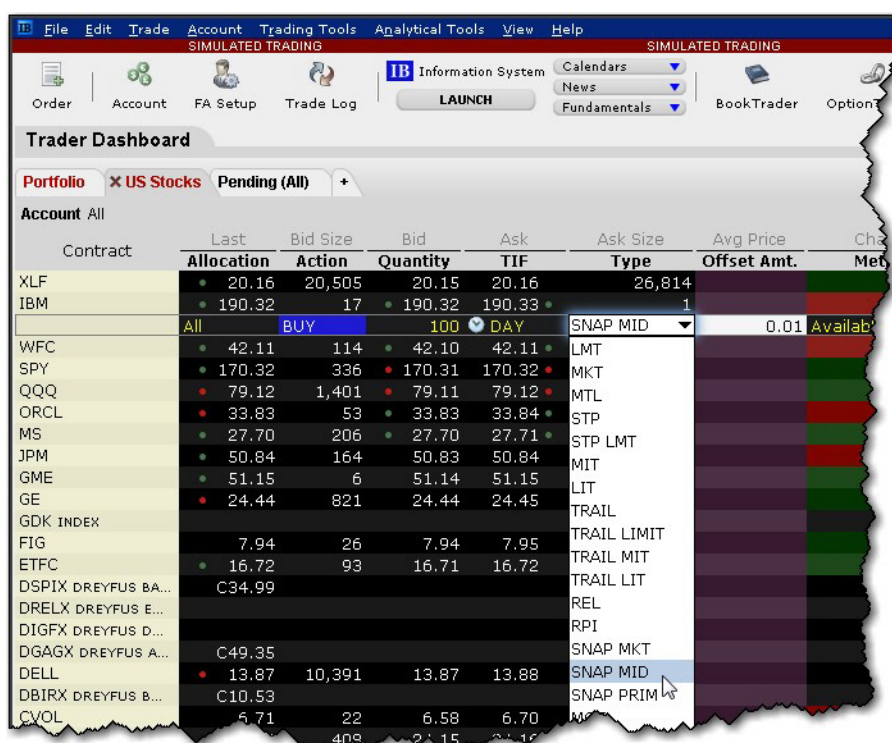 IB File Edit Trade Account Trading Tools Analytical Tools View Help
SIMULATED TRADING SIMULATED TRADING
Order Account FA Setup Trade Log IB Information System LAUNCH Calendars News Fundamentals BookTrader
Trader Dashboard
Portfolio X US Stocks Pending (All) +
Account All
Contract Last Bid Size Bid Ask Ask Size Avg Price
Allocation Action Quantity TIF Type Offset Amt.
XLF 20.16 20,505 20.15 20.16 26,814
IBM 190.32 17 190.32 190.33 1
All BUY 100 DAY SNAP MID 0.01
WFC 42.11 114 42.10 42.11 LMT
SPY 170.32 336 170.31 170.32 MKT
QQQ 79.12 1,401 79.11 79.12 MTL
ORCL 33.83 53 33.83 33.84 STP
MS 27.70 206 27.70 27.71 STP LMT
JPM 50.84 164 50.83 50.84 MIT
GME 51.15 6 51.14 51.15 LIT
GE 24.44 821 24.44 24.45 TRAIL
GDK INDEX TRAIL LIMIT
FIG 7.94 26 7.94 7.95 TRAIL MIT
ETFC 16.72 93 16.71 16.72 TRAIL LIT
DSPIX DREYFUS BA... C34.99 REL
DRELX DREYFUS E... RPI
DIGFX DREYFUS D... SNAP MKT
DGAGX DREYFUS A... C49.35 SNAP MID
DELL 13.87 10,391 13.87 13.88 SNAP PRIM
DBIRX DREYFUS B... C10.53
CVOL 6.71 22 6.58 6.70